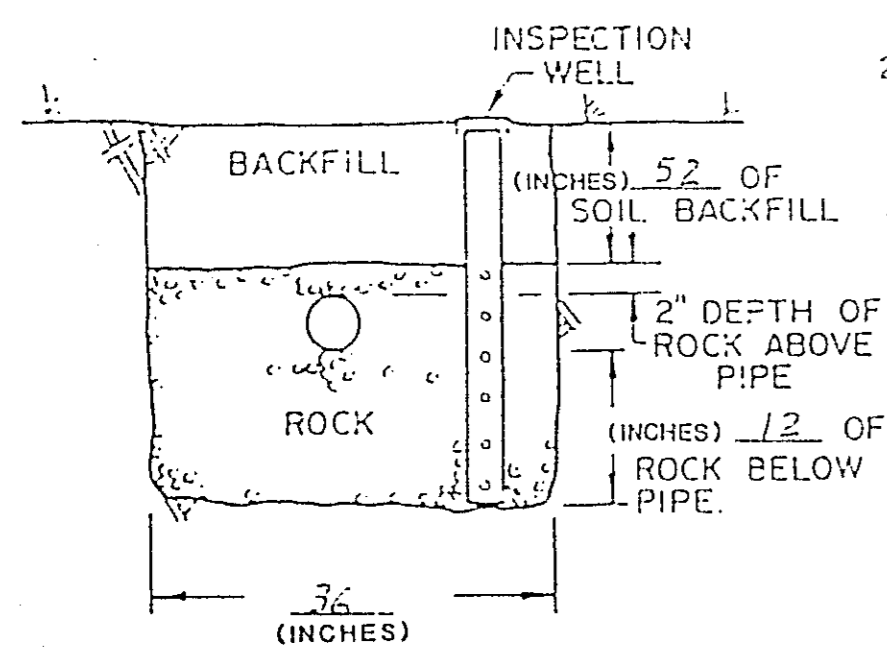 INSPECTION
WELL
2
BACKFILL
(INCHES) 52 OF
SOIL BACKFILL
2" DEPTH OF
ROCK ABOVE
PIPE
ROCK
(INCHES) 12 OF
ROCK BELOW
PIPE.
36
(INCHES)